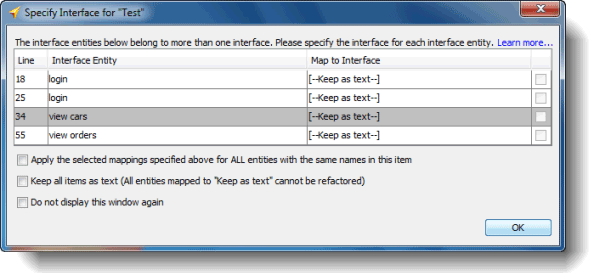 Specify Interface for "Test"
The interface entities below belong to more than one interface. Please specify the interface for each interface entity. Learn more...
Line Interface Entity Map to Interface
18 login [--Keep as text--]
25 login [--Keep as text--]
34 view cars [--Keep as text--]
55 view orders [--Keep as text--]
Apply the selected mappings specified above for ALL entities with the same names in this item
Keep all items as text (All entities mapped to "Keep as text" cannot be refactored)
Do not display this window again
OK